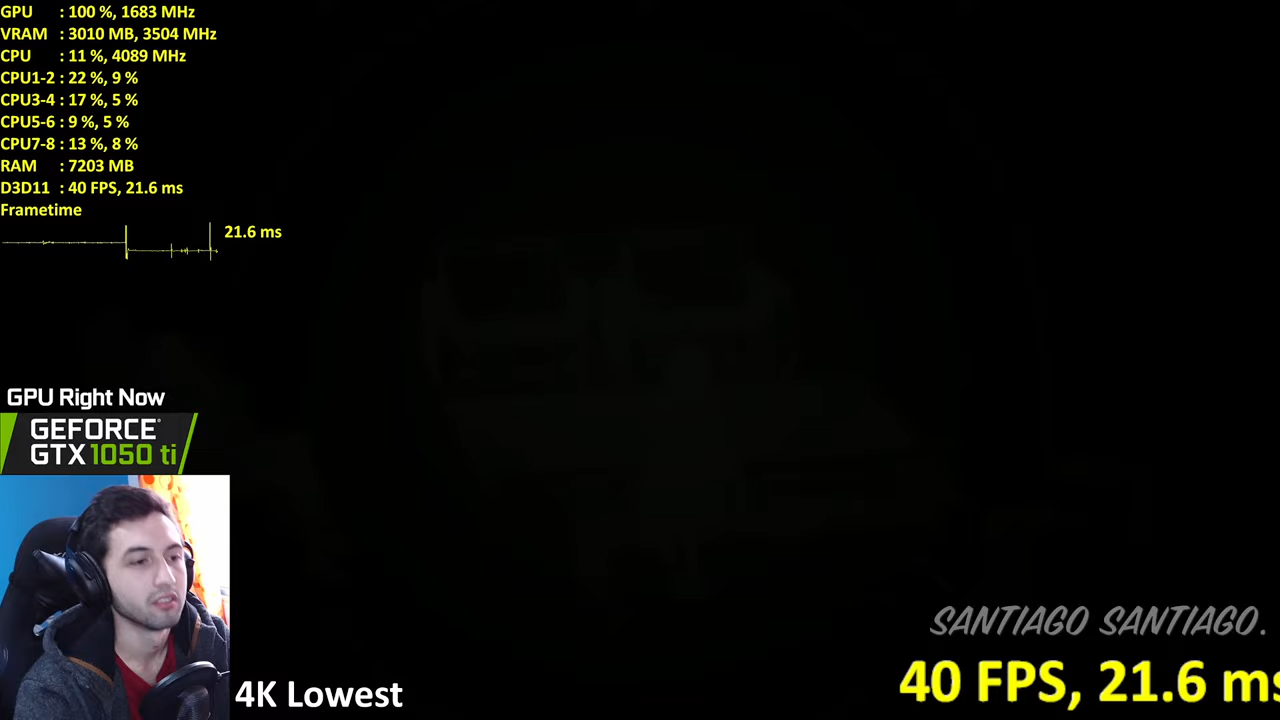 GPU : 100 %, 1683 MHz
VRAM : 3010 MB, 3504 MHz
CPU : 11 %, 4089 MHz
CPU1-2 : 22 %, 9 %
CPU3-4 : 17 %, 5 %
CPU5-6 : 9 %, 5 %
CPU7-8 : 13 %, 8 %
RAM : 7203 MB
D3D11 : 40 FPS, 21.6 ms
Frametime
21.6 ms
GPU Right Now
GEFORCE
GTX 1050 ti
SANTIAGO SANTIAGO.
4K Lowest
40 FPS, 21.6 ms